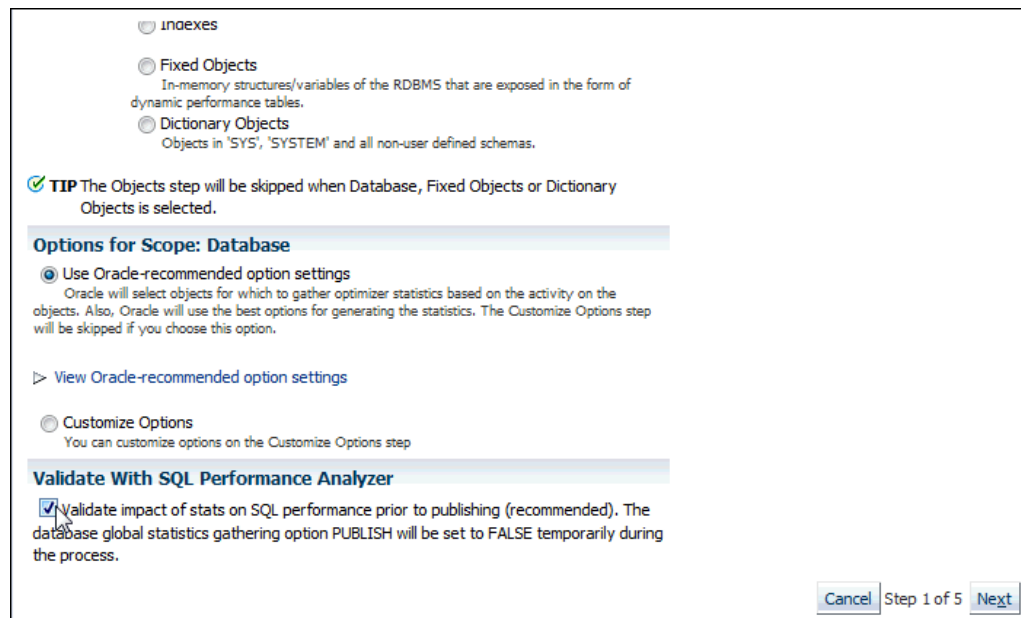 Indexes
Fixed Objects
In-memory structures/variables of the RDBMS that are exposed in the form of
dynamic performance tables.
Dictionary Objects
Objects in 'SYS', 'SYSTEM' and all non-user defined schemas.
TIP The Objects step will be skipped when Database, Fixed Objects or Dictionary
Objects is selected.
Options for Scope: Database
Use Oracle-recommended option settings
Oracle will select objects for which to gather optimizer statistics based on the activity on the
objects. Also, Oracle will use the best options for generating the statistics. The Customize Options step
will be skipped if you choose this option.
View Oracle-recommended option settings
Customize Options
You can customize options on the Customize Options step
Validate With SQL Performance Analyzer
Validate impact of stats on SQL performance prior to publishing (recommended). The
database global statistics gathering option PUBLISH will be set to FALSE temporarily during
the process.
Cancel Step 1 of 5 Next